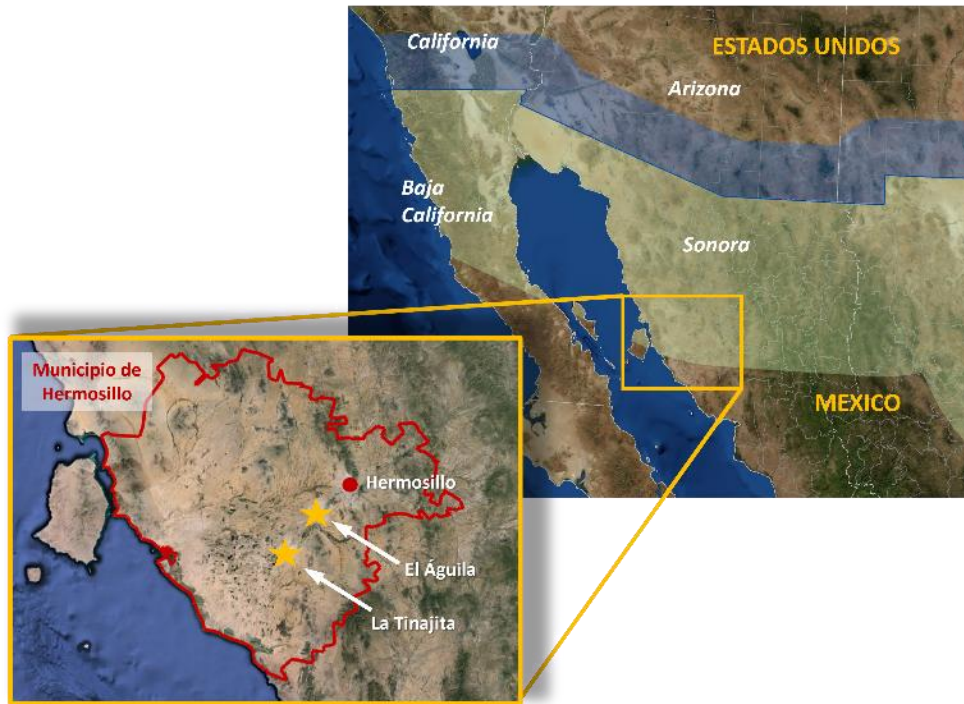 California
ESTADOS UNIDOS
Arizona
Baja
California
Sonora
MEXICO
Municipio de
Hermosillo
Hermosillo
El Águila
La Tinajita